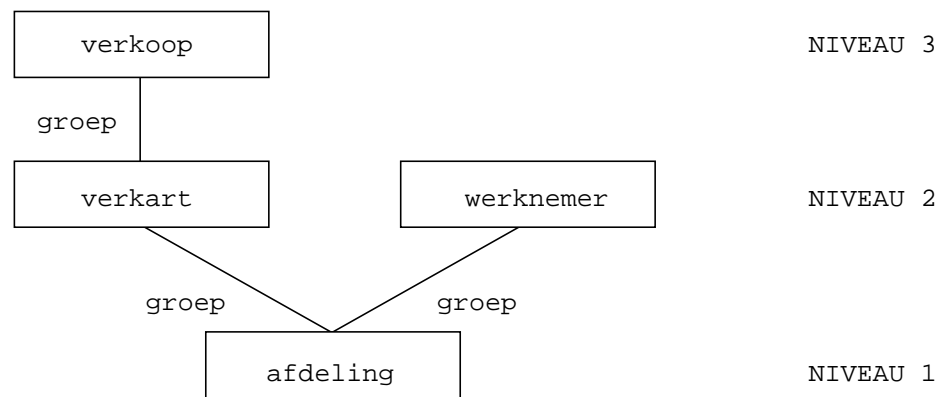 verkoop NIVEAU 3
groep
verkart werknemer NIVEAU 2
groep groep
afdeling NIVEAU 1